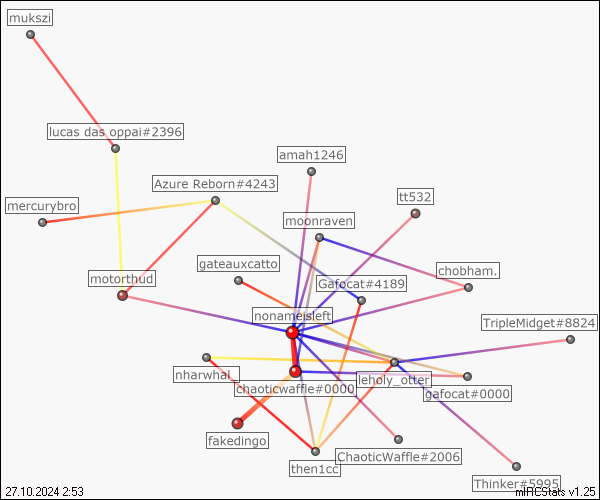 mukszi
lucas das oppai#2396
amah1246
Azure Reborn#4243
tt532
mercurybro
moonraven
gateauxcatto
chobham.
motorthud
Gafocat#4189
nonameisleft
TripleMidget#8824
nharwhal_
leholy_otter
chaoticwaffle#0000
gafocat#0000
fakedingo
ChaoticWaffle#2006
then1cc
Thinker#5995
27.10.2024 2:53
mIRCStats v1.25